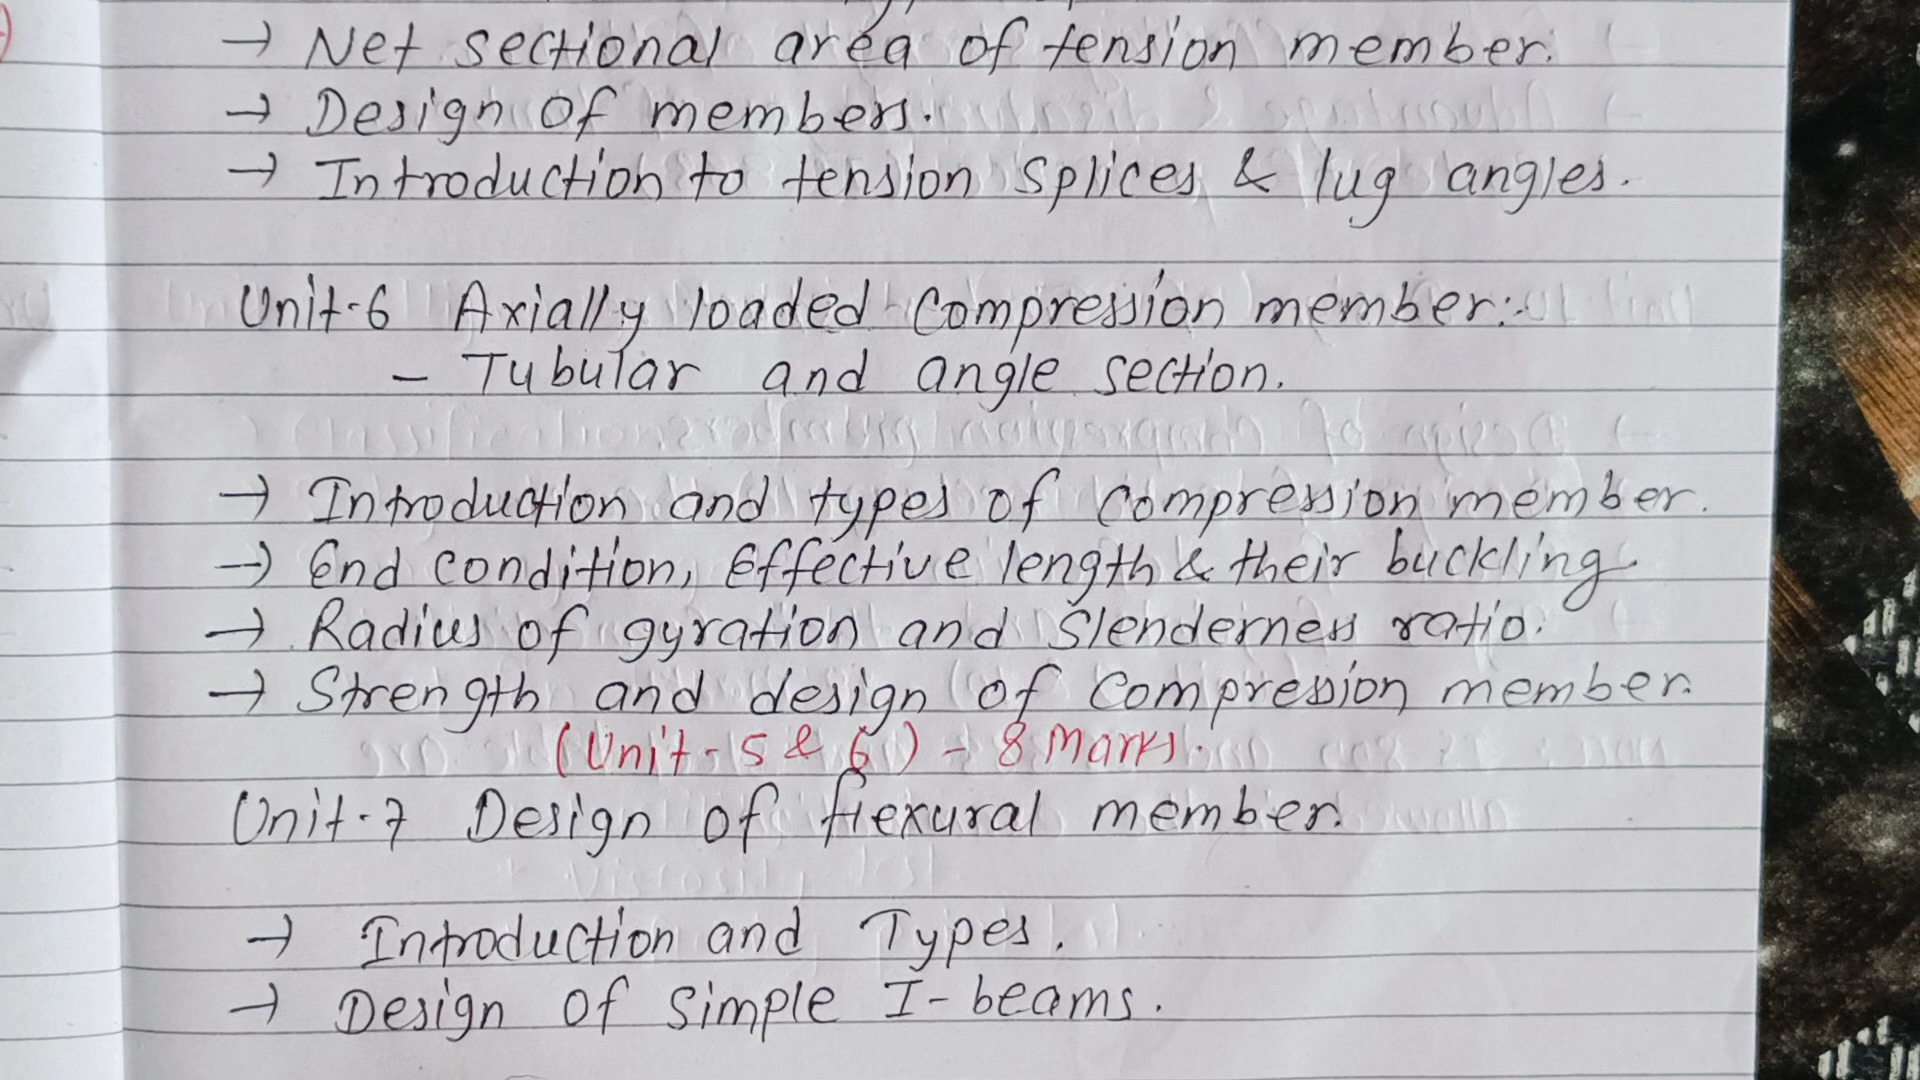 → Net sectional area of tension member.
→ Design of members.
→ Introduction to tension splices & lug angles.
Unit-6 Axially loaded Compression member:-
- Tubular and angle section.
→ Introduction and types of compression member.
→ End condition, Effective length & their buckling
→ Radius of gyration and Slenderness ratio.
→ Strength and design of compression member.
(Unit-5 & 6) - 8 Marks.
Unit-7 Design of flexural member.
→ Introduction and Types.
→ Design of simple I-beams.